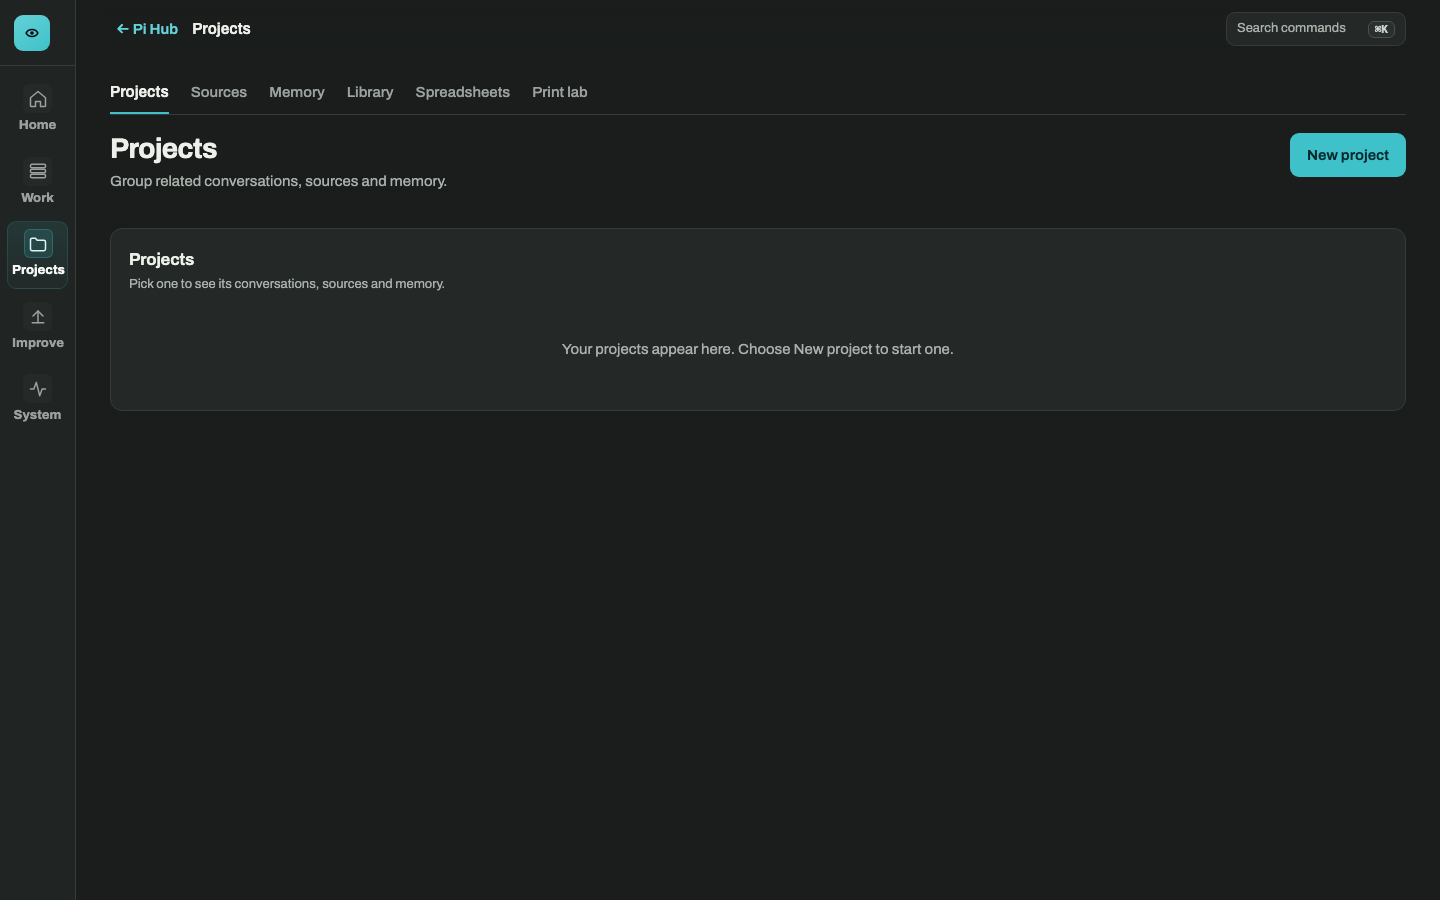 ← Pi Hub Projects
Search commands ⌘K
Projects Sources Memory Library Spreadsheets Print lab
Projects
New project
Group related conversations, sources and memory.
Projects
Pick one to see its conversations, sources and memory.
Your projects appear here. Choose New project to start one.
Home
Work
Projects
Improve
System